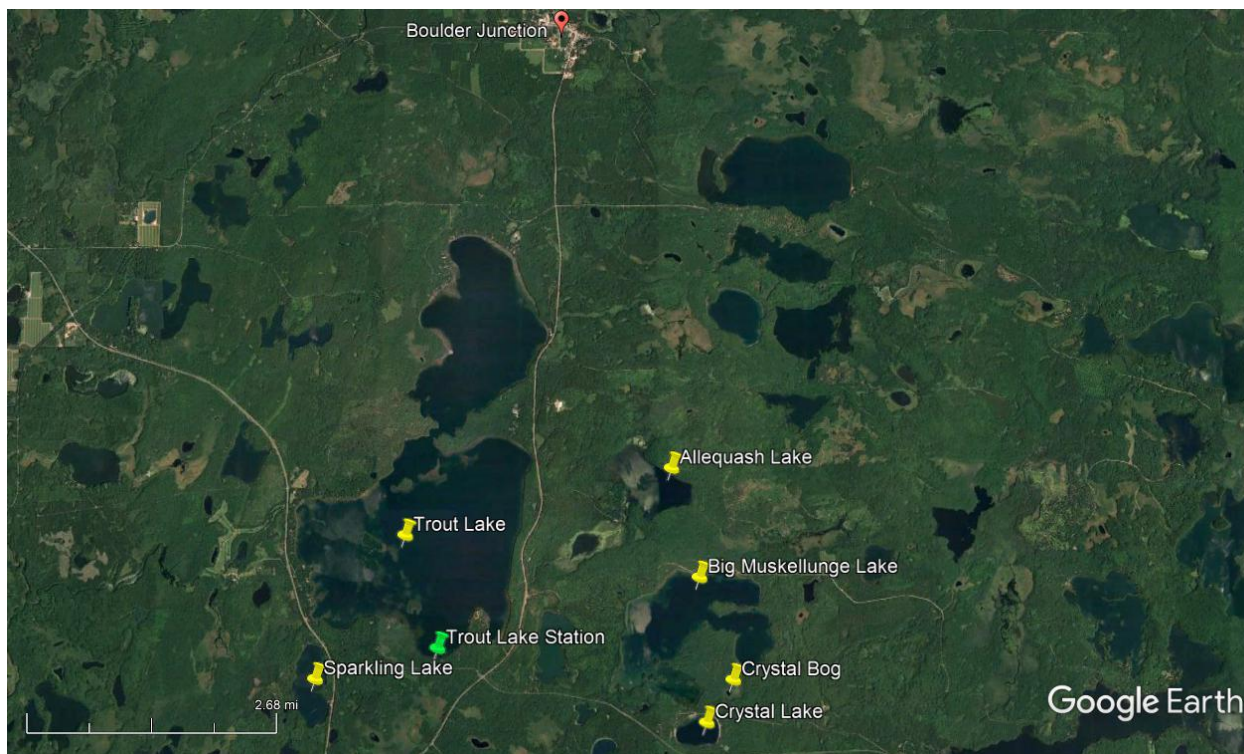 Boulder Junction
Allequash Lake
Trout Lake
Big Muskellunge Lake
Trout Lake Station
Sparkling Lake
Crystal Bog
Crystal Lake
2.68 mi
Google Earth